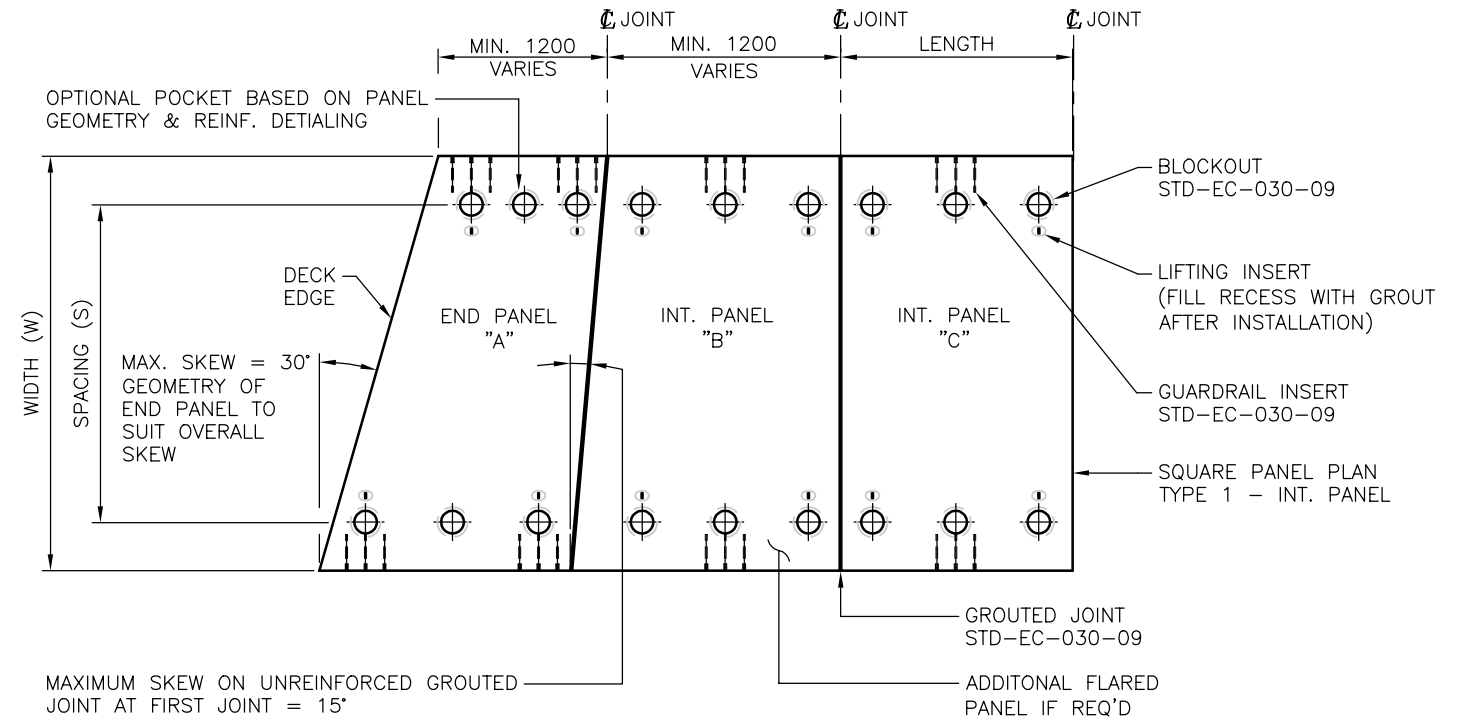 ℄ JOINT
℄ JOINT
℄ JOINT
MIN. 1200
VARIES
MIN. 1200
VARIES
LENGTH
OPTIONAL POCKET BASED ON PANEL
GEOMETRY & REINF. DETIALING
BLOCKOUT
STD-EC-030-09
LIFTING INSERT
(FILL RECESS WITH GROUT
AFTER INSTALLATION)
DECK
EDGE
WIDTH (W)
SPACING (S)
END PANEL
"A"
INT. PANEL
"B"
INT. PANEL
"C"
MAX. SKEW = 30°
GEOMETRY OF
END PANEL TO
SUIT OVERALL
SKEW
GUARDRAIL INSERT
STD-EC-030-09
SQUARE PANEL PLAN
TYPE 1 - INT. PANEL
GROUTED JOINT
STD-EC-030-09
MAXIMUM SKEW ON UNREINFORCED GROUTED
JOINT AT FIRST JOINT = 15°
ADDITONAL FLARED
PANEL IF REQ'D